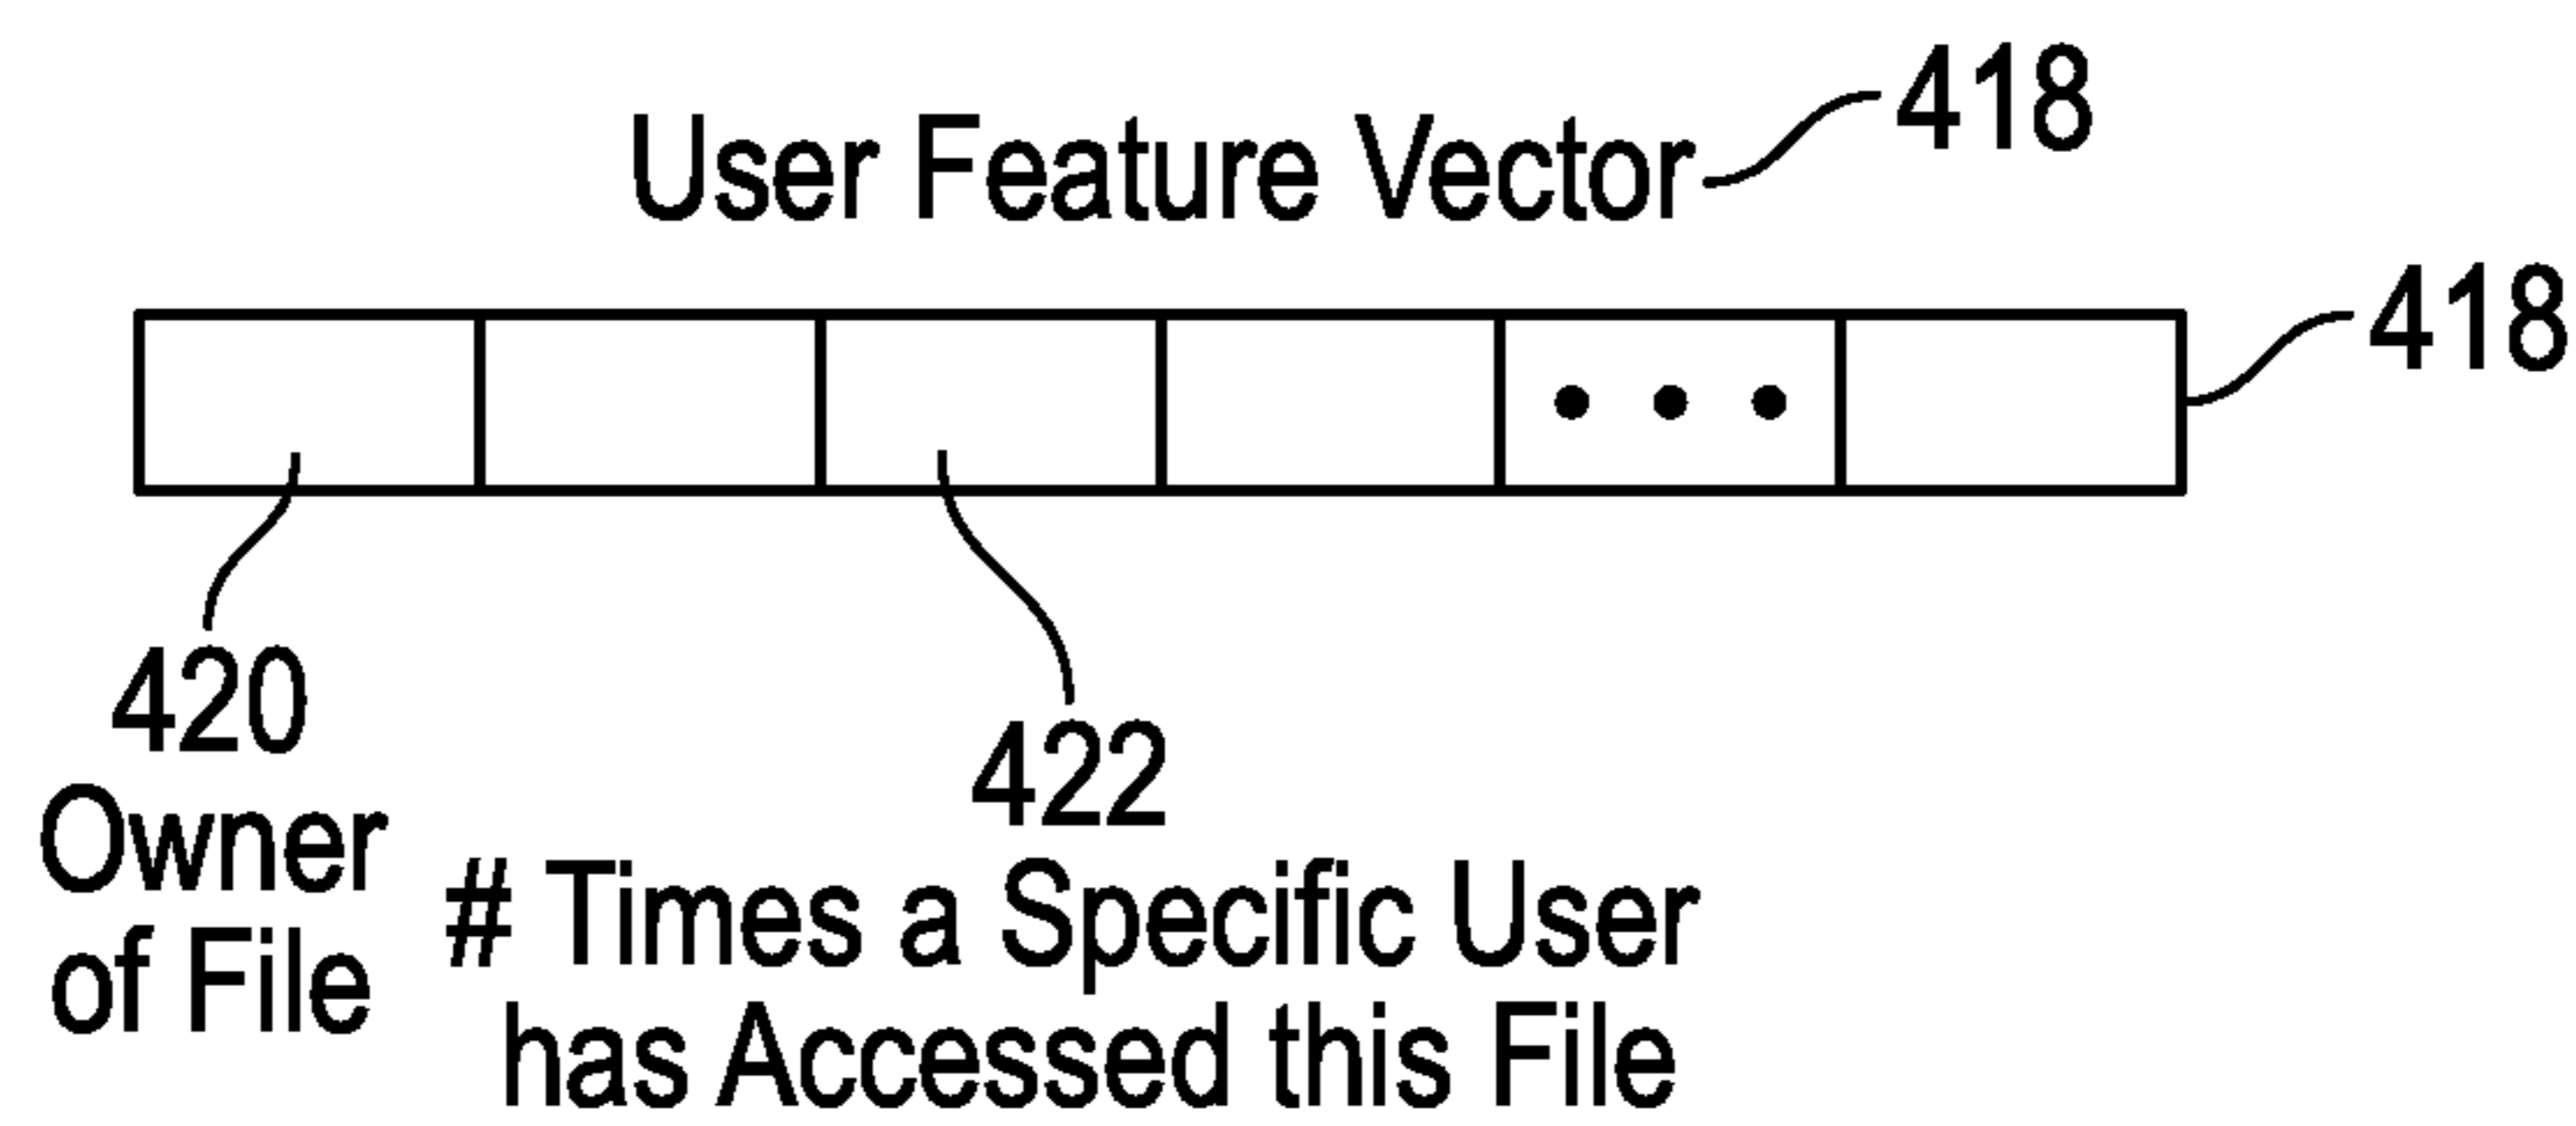 User Feature Vector 418
418
420
Owner
of File
422
# Times a Specific User
has Accessed this File